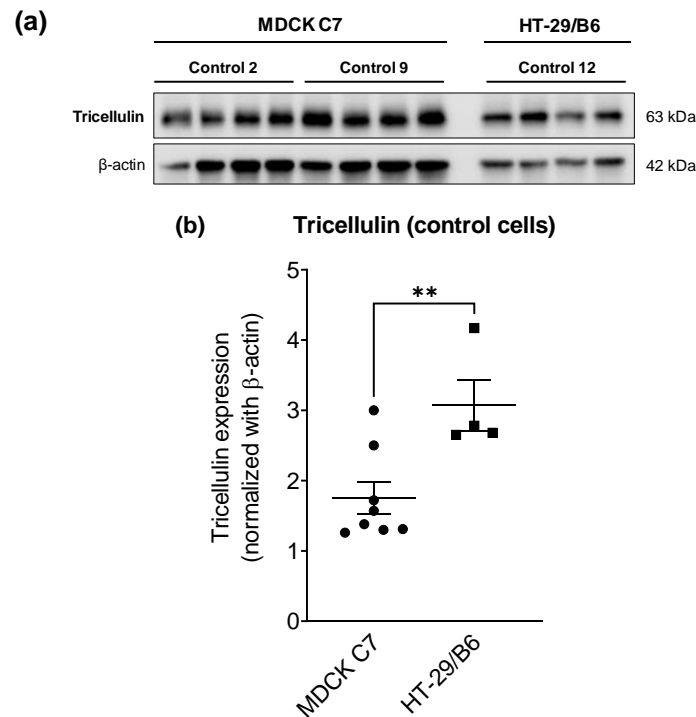 (a)
MDCK C7 HT-29/B6
Control 2 Control 9 Control 12
Tricellulin 63 kDa
β-actin 42 kDa
(b) Tricellulin (control cells)
Tricellulin expression
(normalized with β-actin)
5
4
3
2
1
0
**
MDCK C7
HT-29/B6